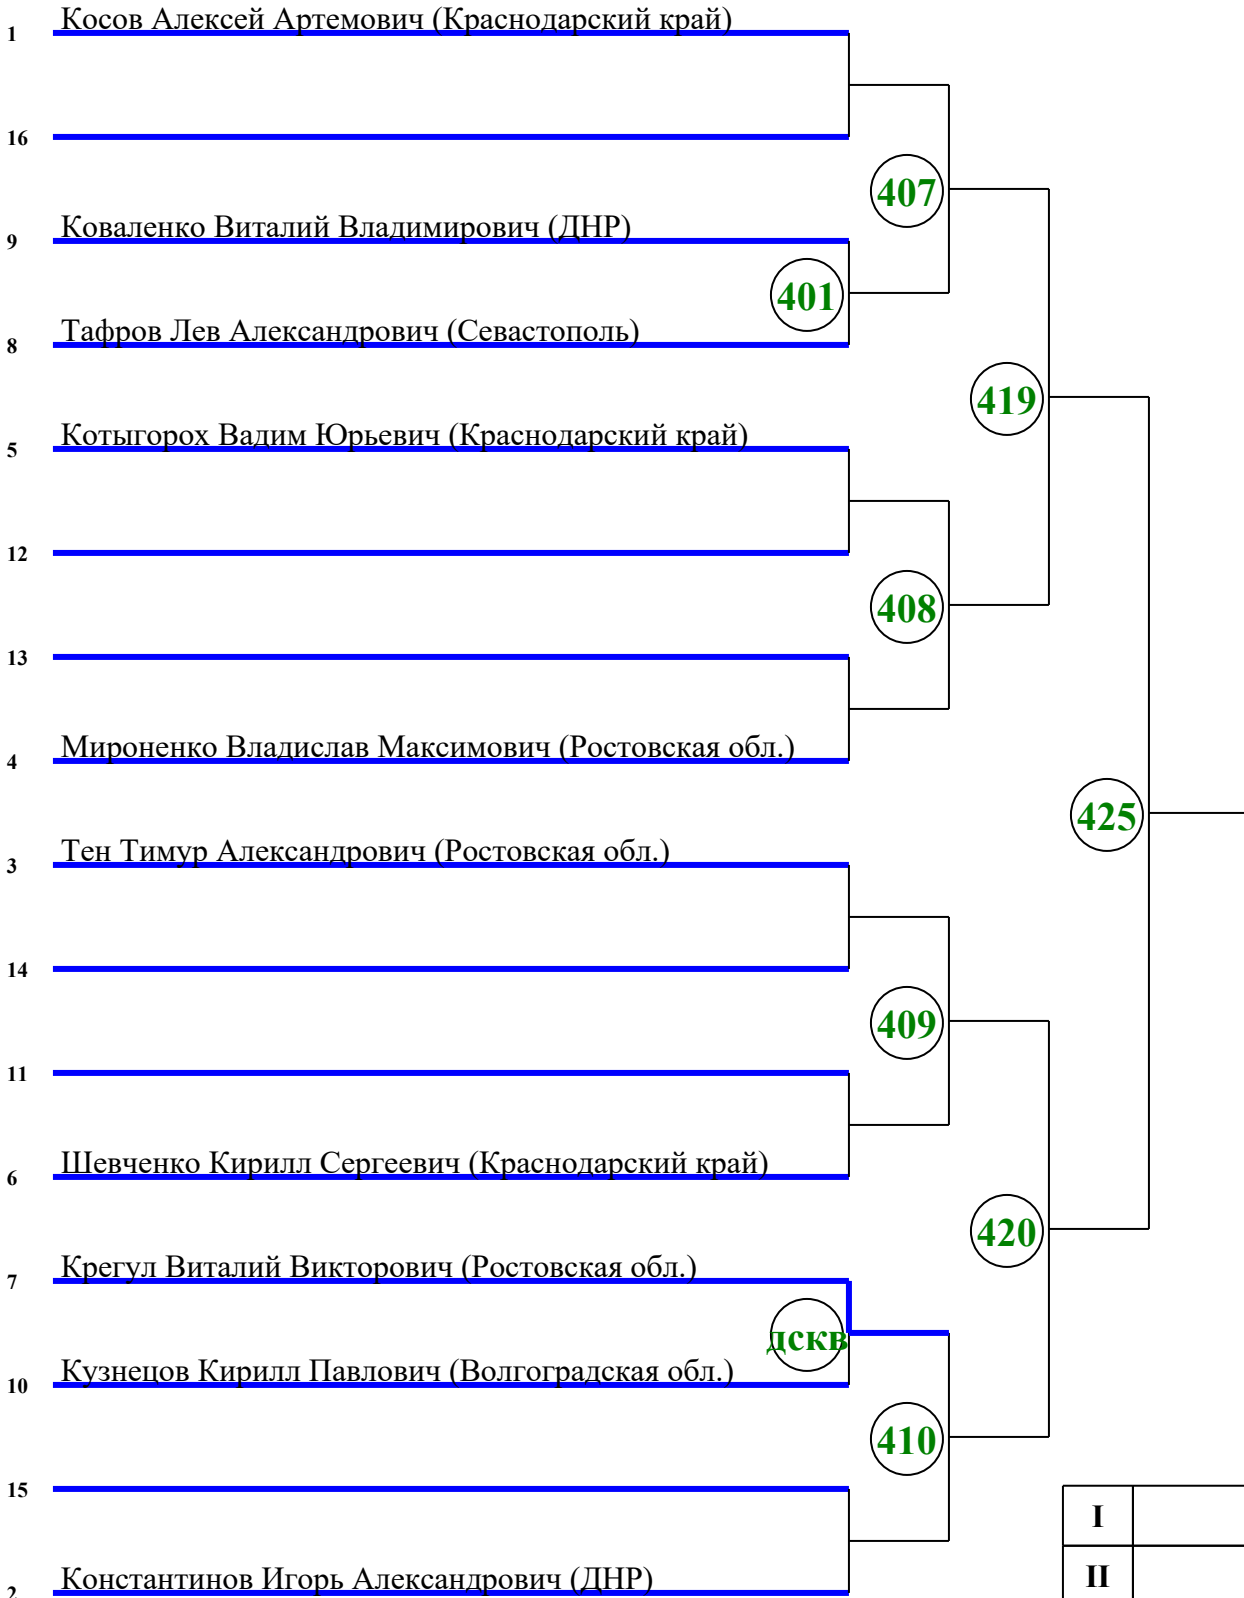 1 Косов Алексей Артемович (Краснодарский край)
16
407
9 Коваленко Виталий Владимирович (ДНР)
401
8 Тафров Лев Александрович (Севастополь)
419
5 Котыгорох Вадим Юрьевич (Краснодарский край)
12
408
13
4 Мироненко Владислав Максимович (Ростовская обл.)
425
3 Тен Тимур Александрович (Ростовская обл.)
14
409
11
6 Шевченко Кирилл Сергеевич (Краснодарский край)
420
7 Крегул Виталий Викторович (Ростовская обл.)
дскв
10 Кузнецов Кирилл Павлович (Волгоградская обл.)
410
15
I
II
2 Константинов Игорь Александрович (ДНР)